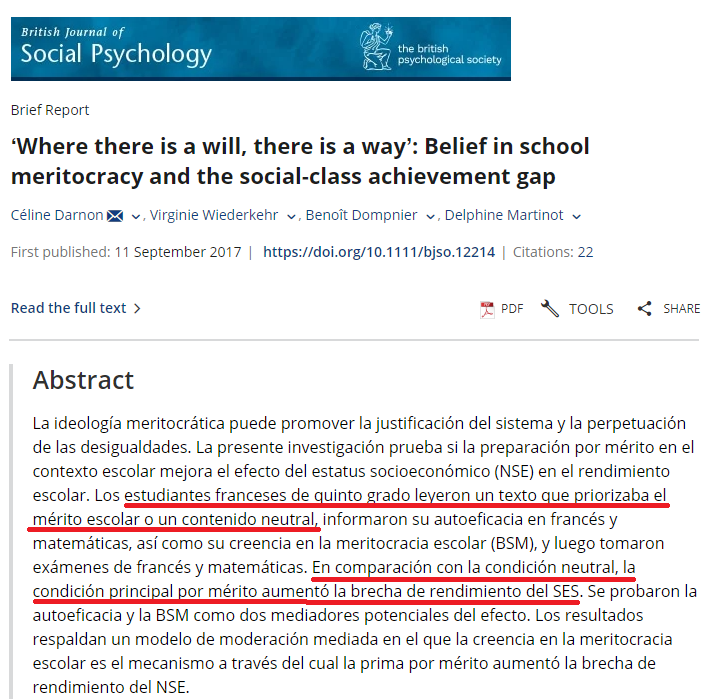 British Journal of
Social Psychology
the british
psychological society
Brief Report
‘Where there is a will, there is a way’: Belief in school
meritocracy and the social-class achievement gap
Céline Darnon, Virginie Wiederkehr, Benoît Dompnier, Delphine Martinot
First published: 11 September 2017 | https://doi.org/10.1111/bjso.12214 | Citations: 22
Read the full text
PDF TOOLS SHARE
Abstract
La ideología meritocrática puede promover la justificación del sistema y la perpetuación
de las desigualdades. La presente investigación prueba si la preparación por mérito en el
contexto escolar mejora el efecto del estatus socioeconómico (NSE) en el rendimiento
escolar. Los estudiantes franceses de quinto grado leyeron un texto que priorizaba el
mérito escolar o un contenido neutral, informaron su autoeficacia en francés y
matemáticas, así como su creencia en la meritocracia escolar (BSM), y luego tomaron
exámenes de francés y matemáticas. En comparación con la condición neutral, la
condición principal por mérito aumentó la brecha de rendimiento del SES. Se probaron la
autoeficacia y la BSM como dos mediadores potenciales del efecto. Los resultados
respaldan un modelo de moderación mediada en el que la creencia en la meritocracia
escolar es el mecanismo a través del cual la prima por mérito aumentó la brecha de
rendimiento del NSE.